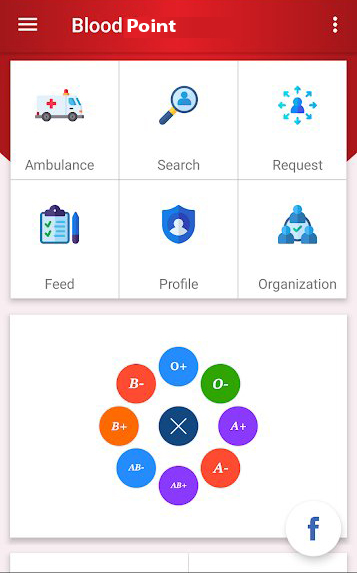 Blood Point
Ambulance Search Request
Feed Profile Organization
O+
B- O-
B+ A+
AB- A-
AB+
f